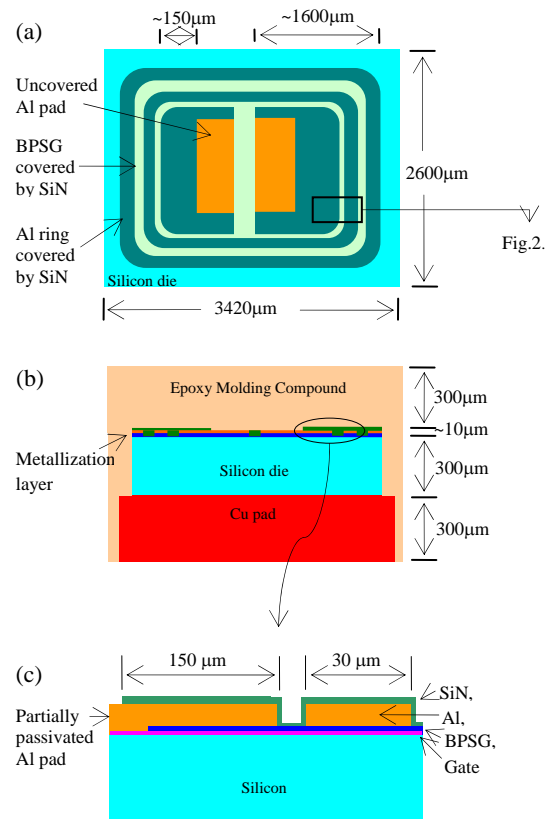 (a)
~150μm
~1600μm
Uncovered
Al pad
BPSG
covered
by SiN
Al ring
covered
by SiN
Silicon die
2600μm
Fig.2.
3420μm
(b)
Epoxy Molding Compound
300μm
~10μm
Metallization
layer
Silicon die
300μm
Cu pad
300μm
(c)
150 μm
30 μm
SiN,
Partially
passivated
Al pad
Al,
BPSG,
Gate
Silicon